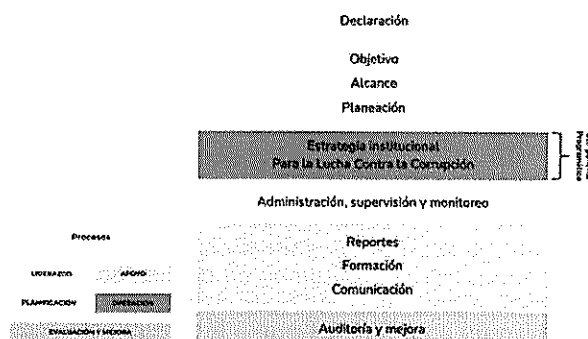 Declaración
Objetivo
Alcance
Planeación
Estrategia institucional
Para la Lucha Contra la Corrupción
Administración, supervisión y monitoreo
Procesos
Reportes
LIDERAZGO
APOYO
Formación
Comunicación
PLANIFICACIÓN
OPERACIÓN
EVALUACIÓN Y MEJORA
Auditoría y mejora